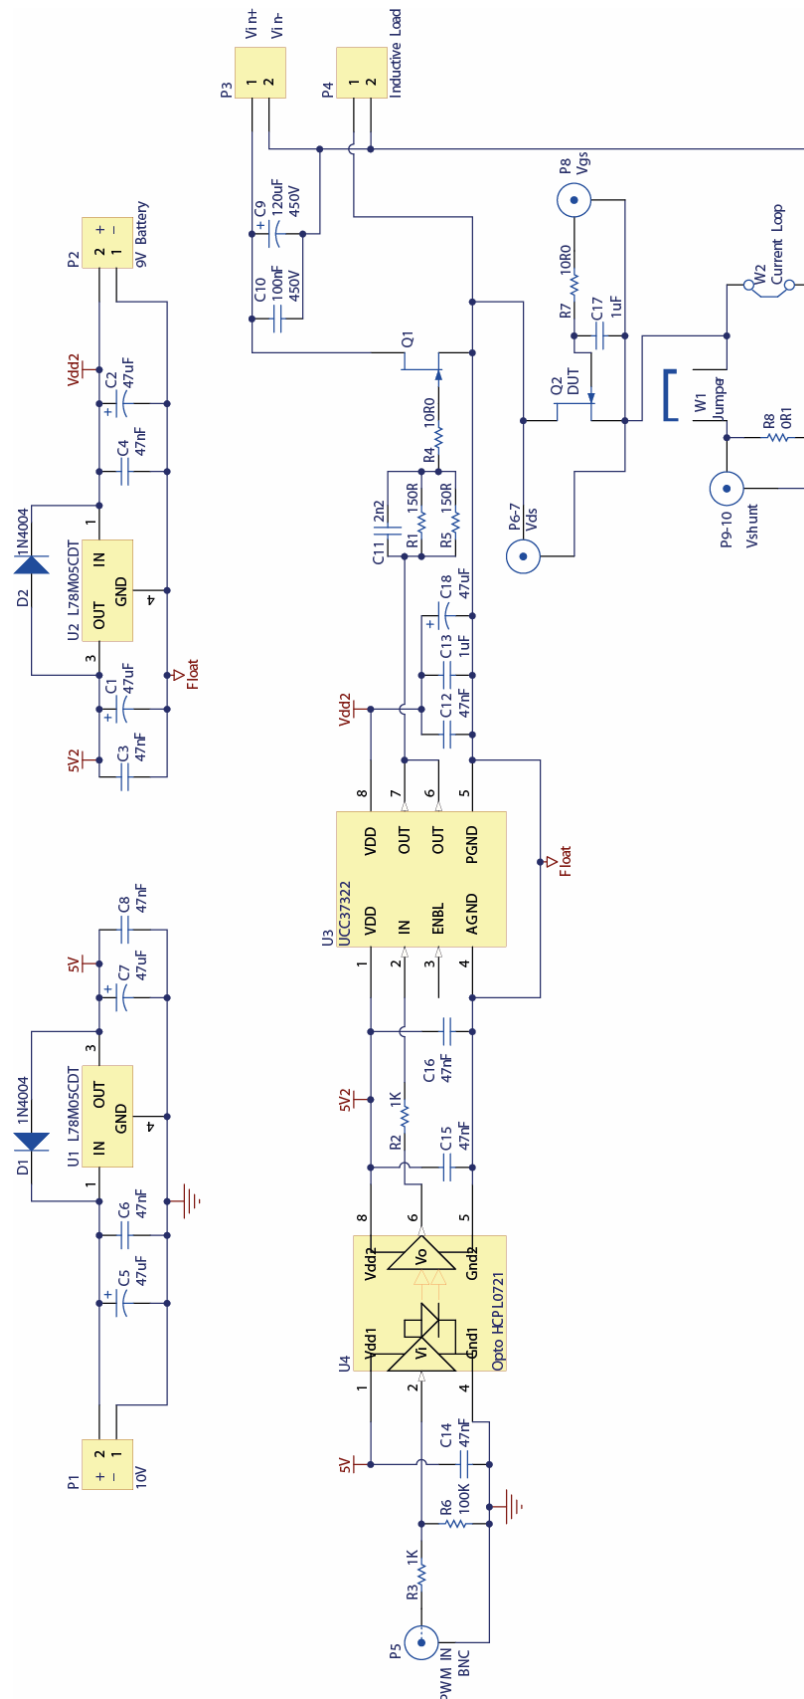 P1
+
2
−
1
10V
C5
47uF
+
C6
47nF
D1
1N4004
U1 L78M05CDT
1
IN
OUT
3
GND
4
5V
C7
47uF
+
C8
47nF
5V2
C3
47nF
C1
47uF
+
Float
D2
1N4004
U2 L78M05CDT
3
OUT
IN
1
GND
4
C4
47nF
C2
47uF
+
Vdd2
P2
2
+
1
−
9V Battery
P5
PWM IN
BNC
R3
1K
R6
100K
5V
C14
47nF
U4
1
Vdd1
Vdd2
8
2
Vi
Vo
6
4
Gnd1
Gnd2
5
Opto HCPL0721
R2
1K
C15
47nF
5V2
C16
47nF
U3
UCC37322
1
VDD
VDD
8
2
IN
OUT
7
3
ENBL
OUT
6
4
AGND
PGND
5
Float
Vdd2
C12
47nF
C13
1uF
C18
47uF
+
C11
2n2
R1
150R
R5
150R
R4
10R0
Q1
C10
100nF
450V
+ C9
120uF
450V
P3
1
2
Vin+
Vin-
P4
1
2
Inductive Load
P6-7
Vds
Q2
DUT
R7
10R0
C17
1uF
P8
Vgs
P9-10
Vshunt
R8
0R1
W1
Jumper
W2
Current Loop